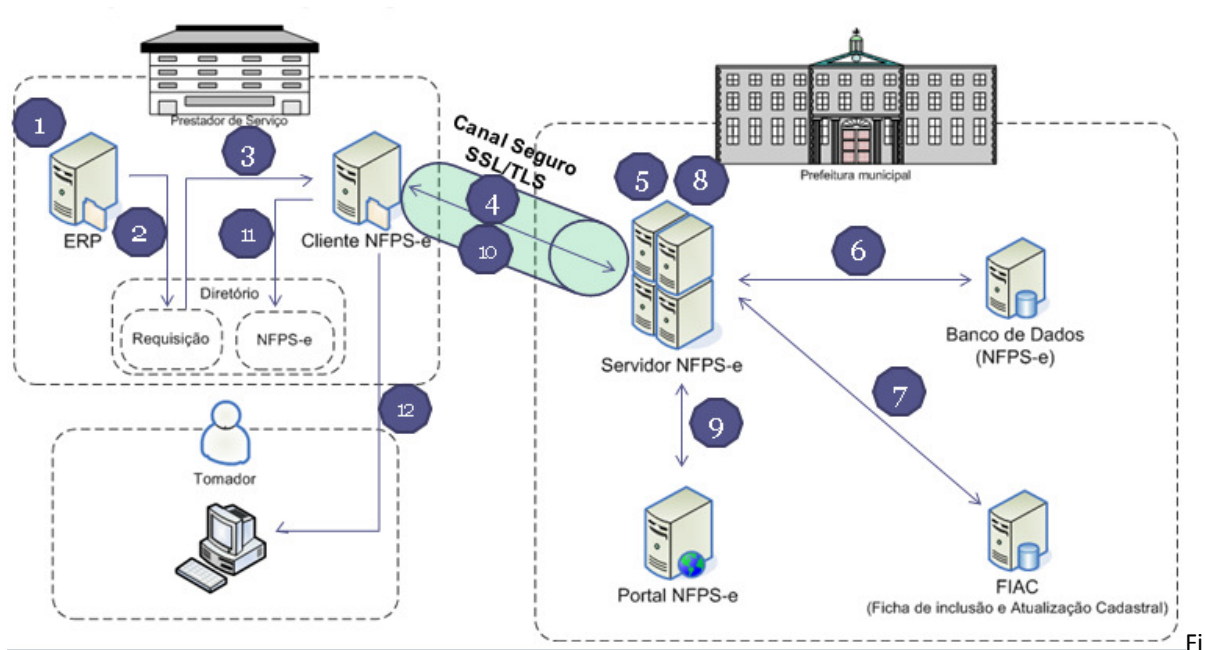 Prestador de Serviço
Prefeitura municipal
1
3
Canal Seguro
SSL/TLS
5
8
2
11
4
10
6
ERP
Cliente NFPS-e
Diretório
Requisição
NFPS-e
Servidor NFPS-e
Banco de Dados
(NFPS-e)
7
12
9
Tomador
Portal NFPS-e
FIAC
(Ficha de inclusão e Atualização Cadastral)
Fi